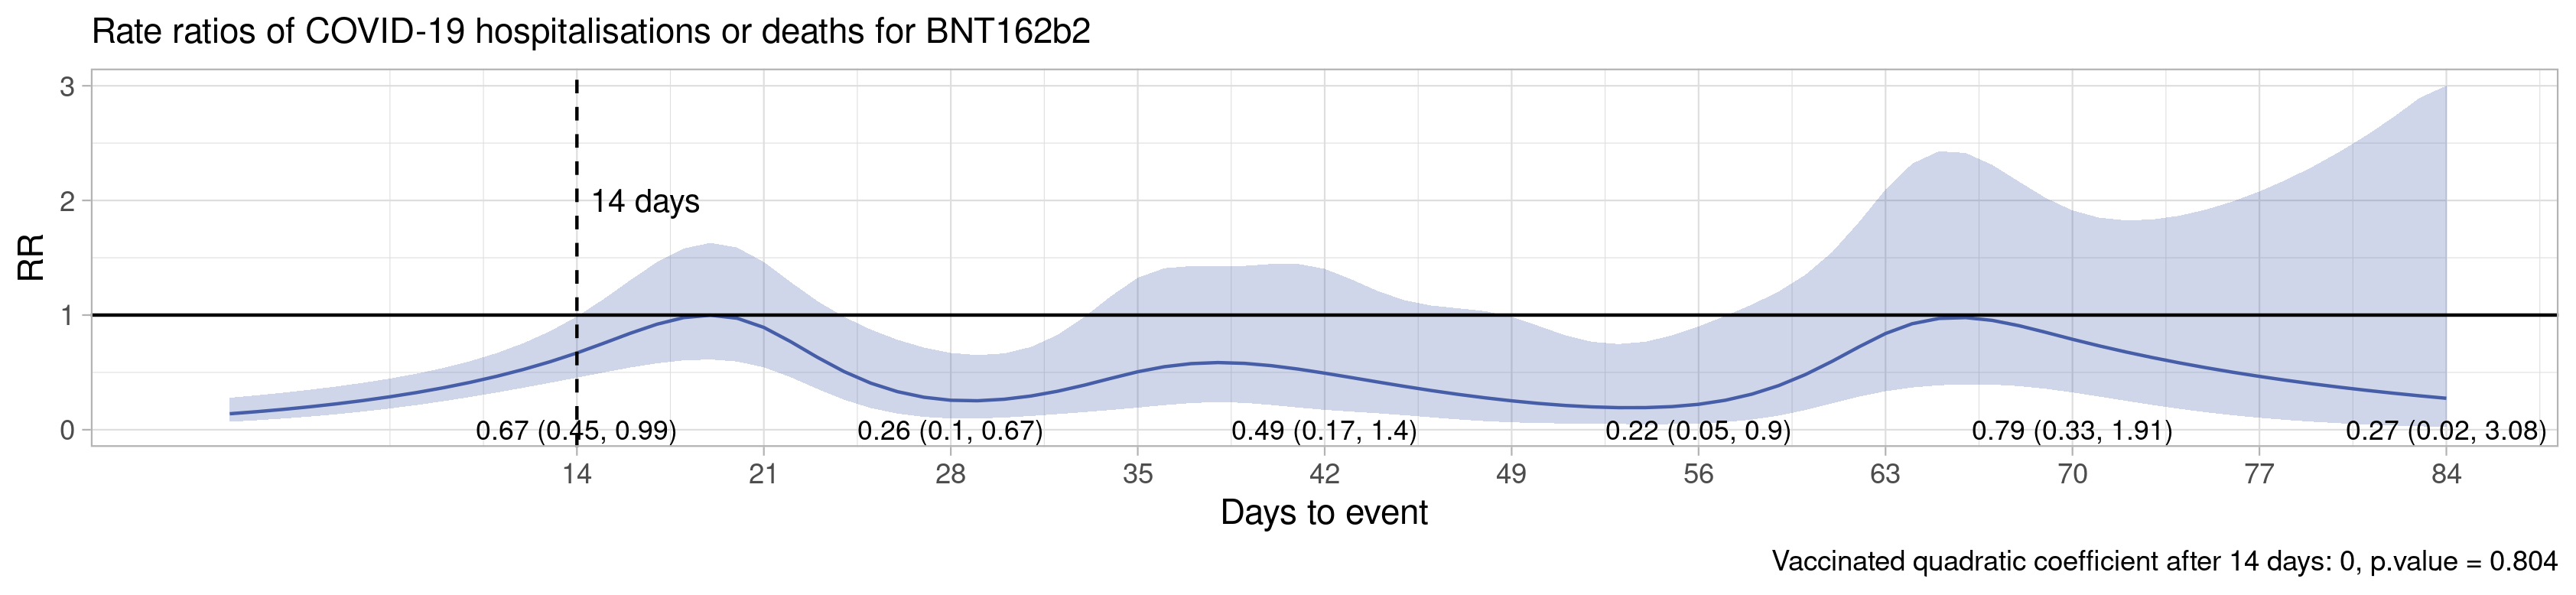 Rate ratios of COVID-19 hospitalisations or deaths for BNT162b2
3
2
1
0
RR
14 days
0.67 (0.45, 0.99) 0.26 (0.1, 0.67) 0.49 (0.17, 1.4) 0.22 (0.05, 0.9) 0.79 (0.33, 1.91) 0.27 (0.02, 3.08)
14 21 28 35 42 49 56 63 70 77 84
Days to event
Vaccinated quadratic coefficient after 14 days: 0, p.value = 0.804